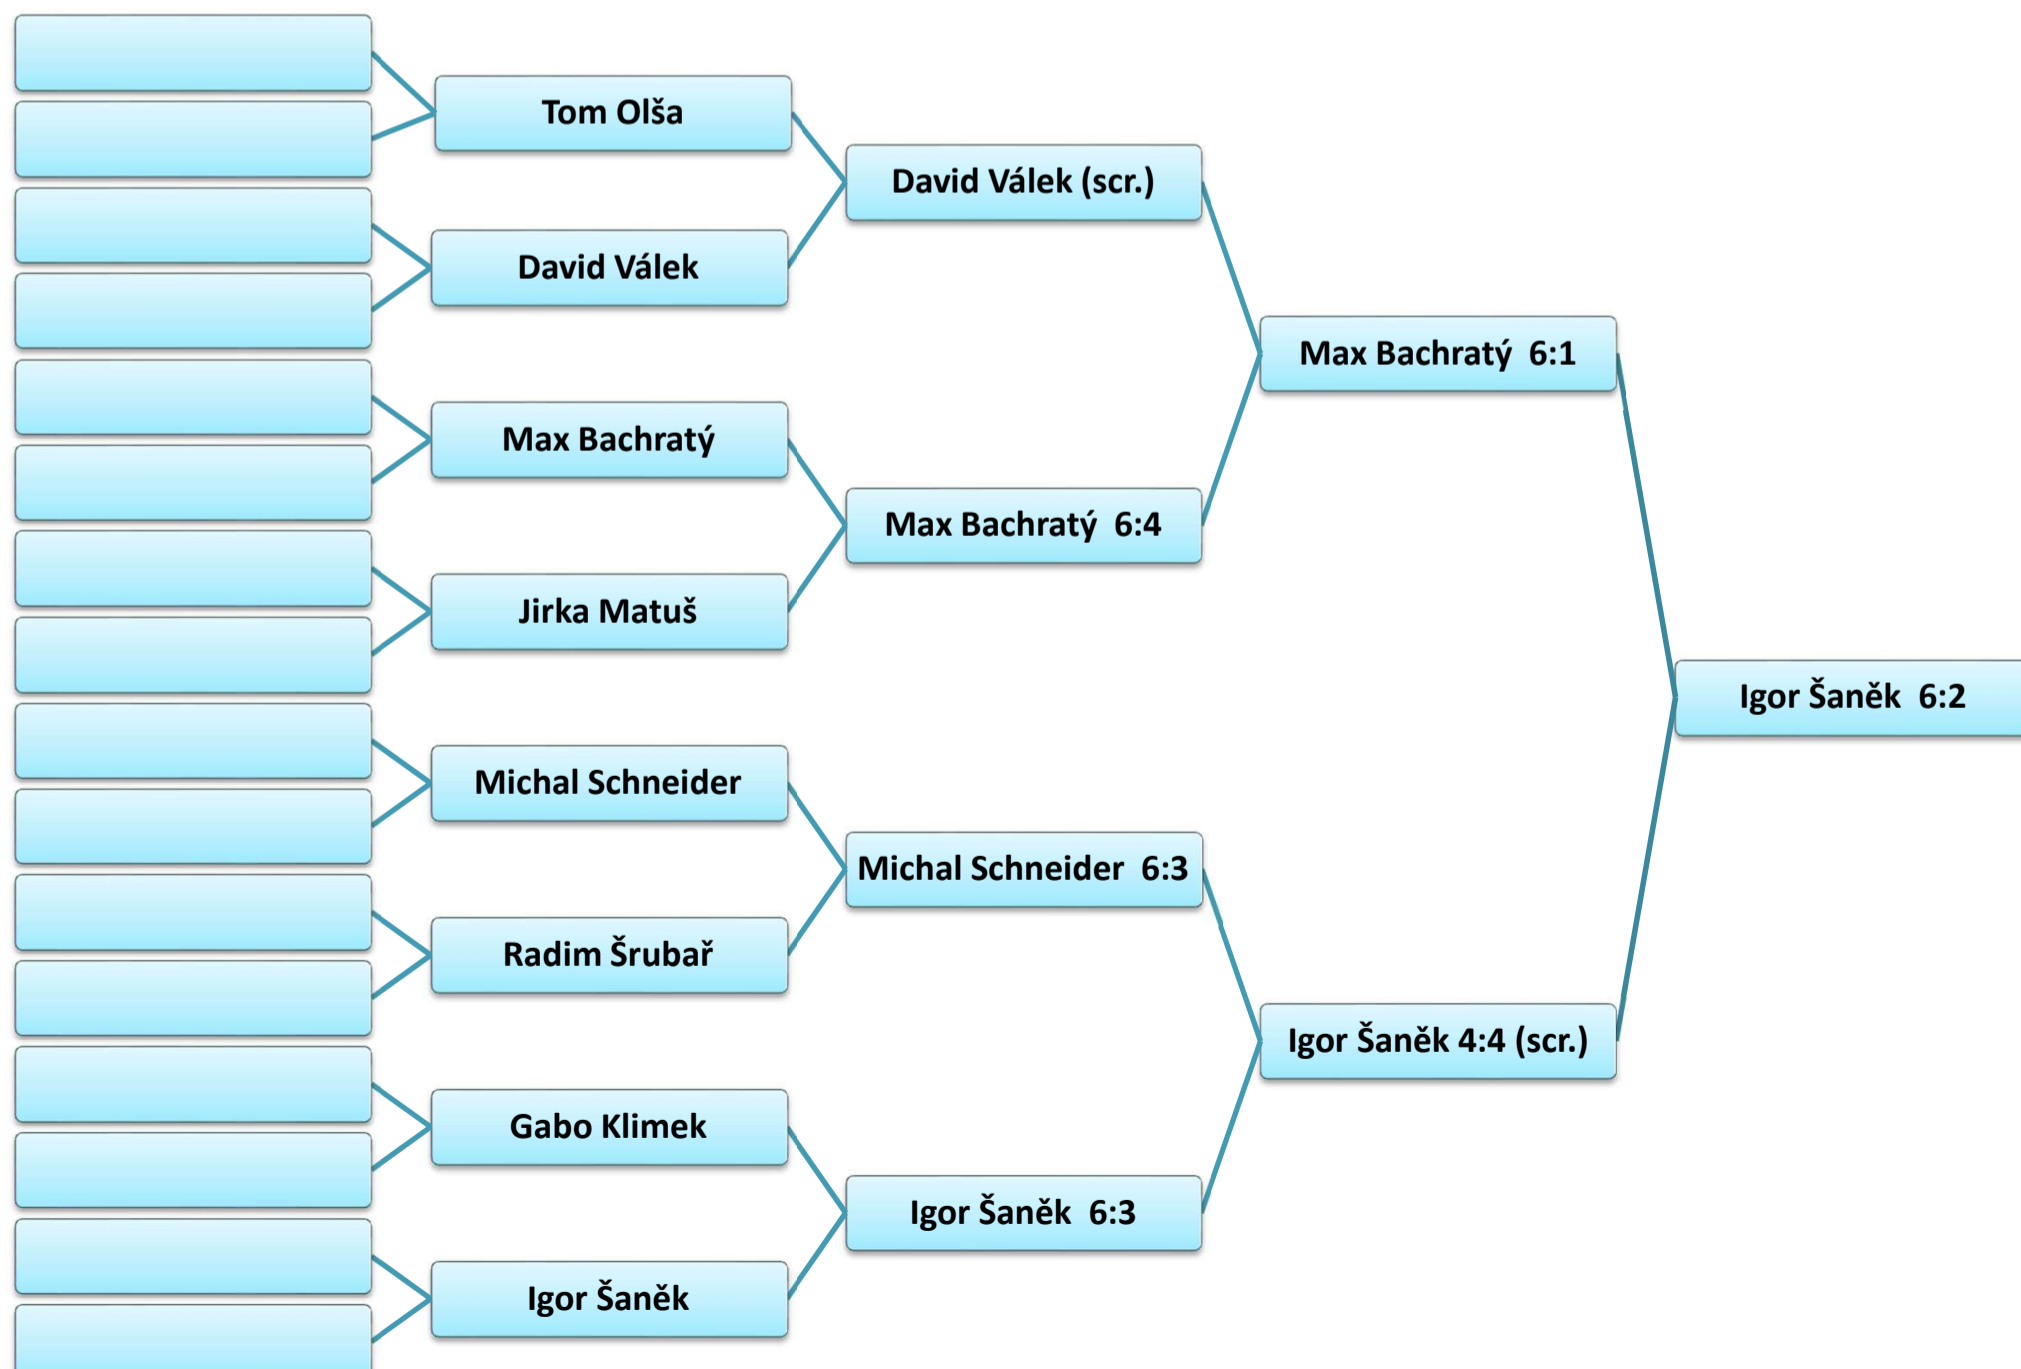 Tom Olša
David Válek (scr.)
David Válek
Max Bachratý 6:1
Max Bachratý
Max Bachratý 6:4
Jirka Matuš
Igor Šaněk 6:2
Michal Schneider
Michal Schneider 6:3
Radim Šrubař
Igor Šaněk 4:4 (scr.)
Gabo Klimek
Igor Šaněk 6:3
Igor Šaněk